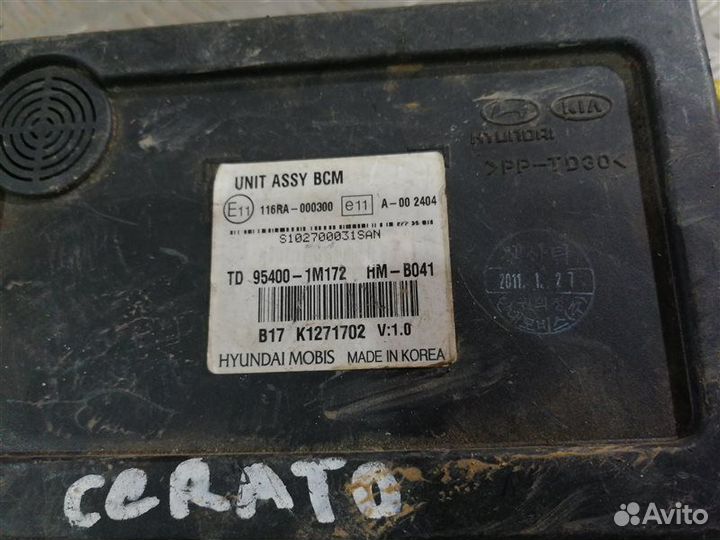 HYUNDAI
KIA
>PP-TD30<
UNIT ASSY BCM
E11 116RA-000300 e11 A-00 2404
S102700031SAN
TD 95400-1M172 HM-B041
B17 K1271702 V:1.0
HYUNDAI MOBIS MADE IN KOREA
2011. 1. 27
CERATO
Avito